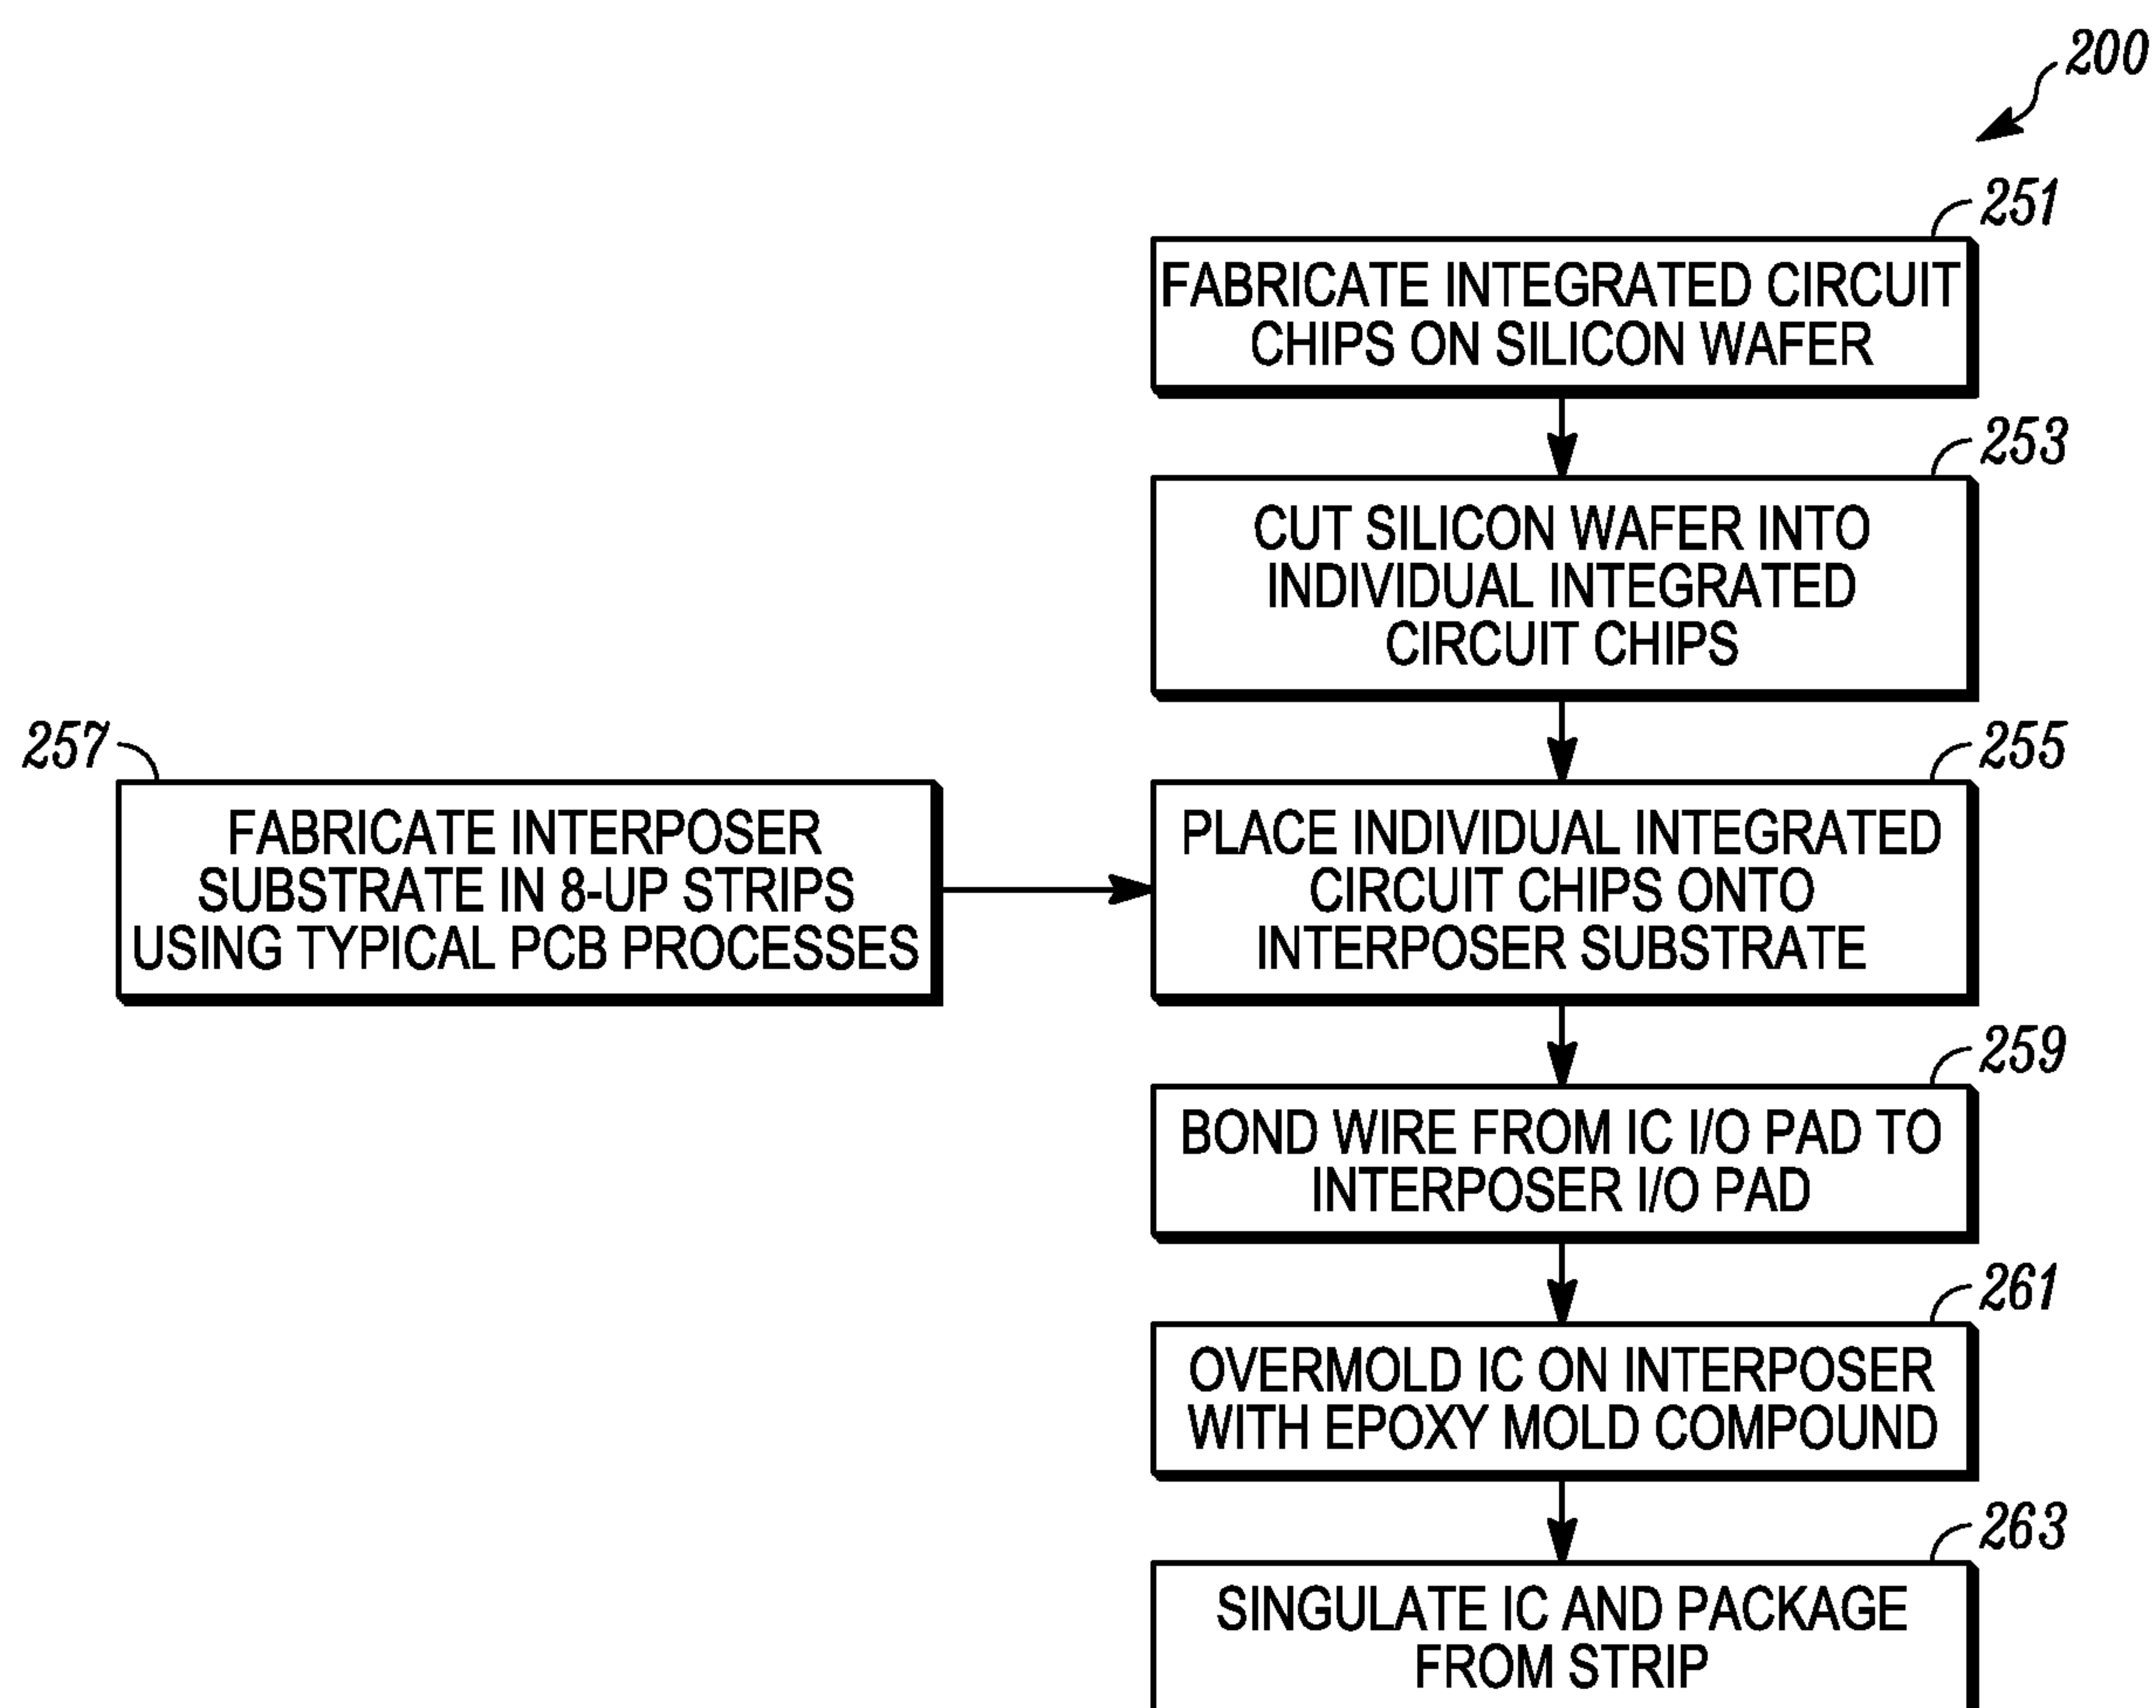 200
251
FABRICATE INTEGRATED CIRCUIT
CHIPS ON SILICON WAFER
253
CUT SILICON WAFER INTO
INDIVIDUAL INTEGRATED
CIRCUIT CHIPS
257
FABRICATE INTERPOSER
SUBSTRATE IN 8-UP STRIPS
USING TYPICAL PCB PROCESSES
255
PLACE INDIVIDUAL INTEGRATED
CIRCUIT CHIPS ONTO
INTERPOSER SUBSTRATE
259
BOND WIRE FROM IC I/O PAD TO
INTERPOSER I/O PAD
261
OVERMOLD IC ON INTERPOSER
WITH EPOXY MOLD COMPOUND
263
SINGULATE IC AND PACKAGE
FROM STRIP